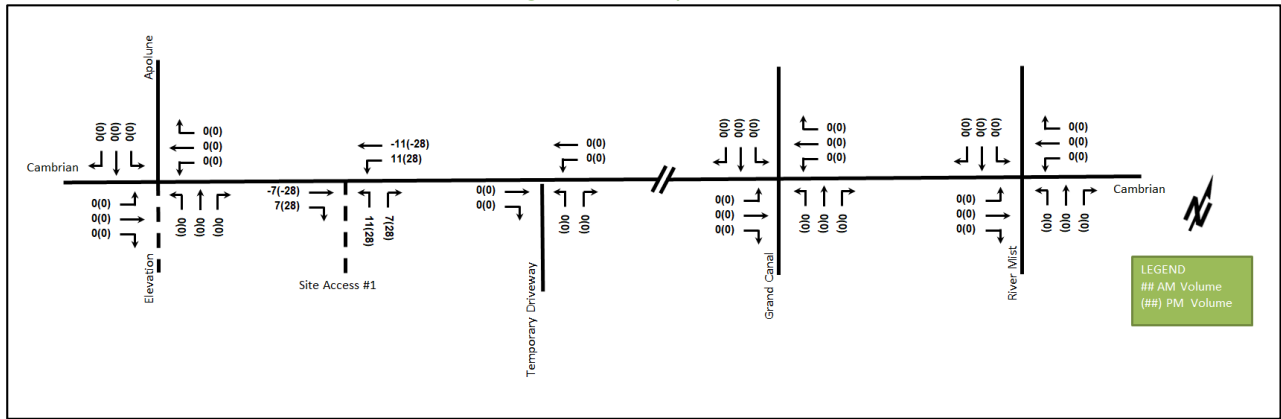 Apolune
0(0) 0(0) 0(0)
0(0)
0(0)
0(0)
Cambrian
0(0)
0(0)
0(0)
0(0) 0(0) 0(0)
Elevation
-11(-28)
11(28)
-7(-28)
7(28)
11(28) 7(28)
Site Access #1
0(0)
0(0)
0(0)
0(0)
0(0) 0(0)
Temporary Driveway
0(0) 0(0) 0(0)
0(0)
0(0)
0(0)
0(0)
0(0)
0(0)
0(0) 0(0) 0(0)
Grand Canal
0(0) 0(0) 0(0)
0(0)
0(0)
0(0)
0(0)
0(0)
0(0)
0(0) 0(0) 0(0)
River Mist
Cambrian
N
LEGEND
## AM Volume
(##) PM Volume